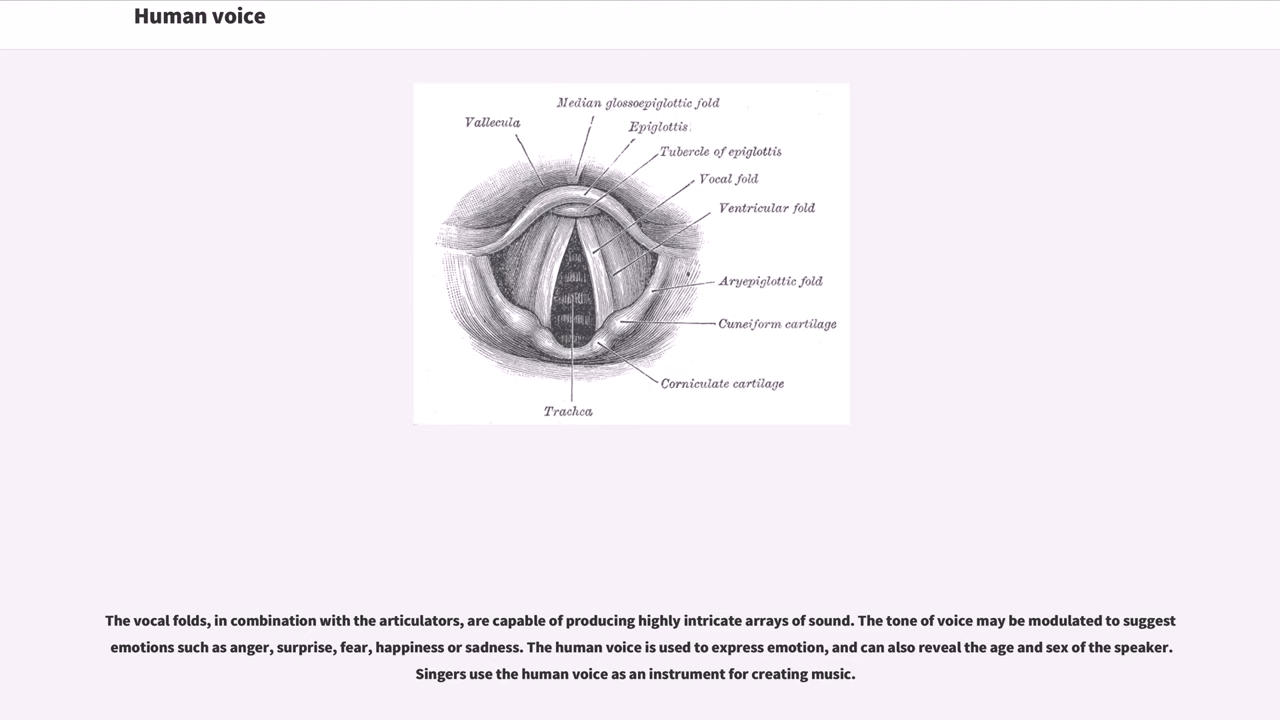 Human voice
Median glossoepiglottic fold
Vallecula
Epiglottis
Tubercle of epiglottis
Vocal fold
Ventricular fold
Aryepiglottic fold
Cuneiform cartilage
Corniculate cartilage
Trachea
The vocal folds, in combination with the articulators, are capable of producing highly intricate arrays of sound. The tone of voice may be modulated to suggest
emotions such as anger, surprise, fear, happiness or sadness. The human voice is used to express emotion, and can also reveal the age and sex of the speaker.
Singers use the human voice as an instrument for creating music.